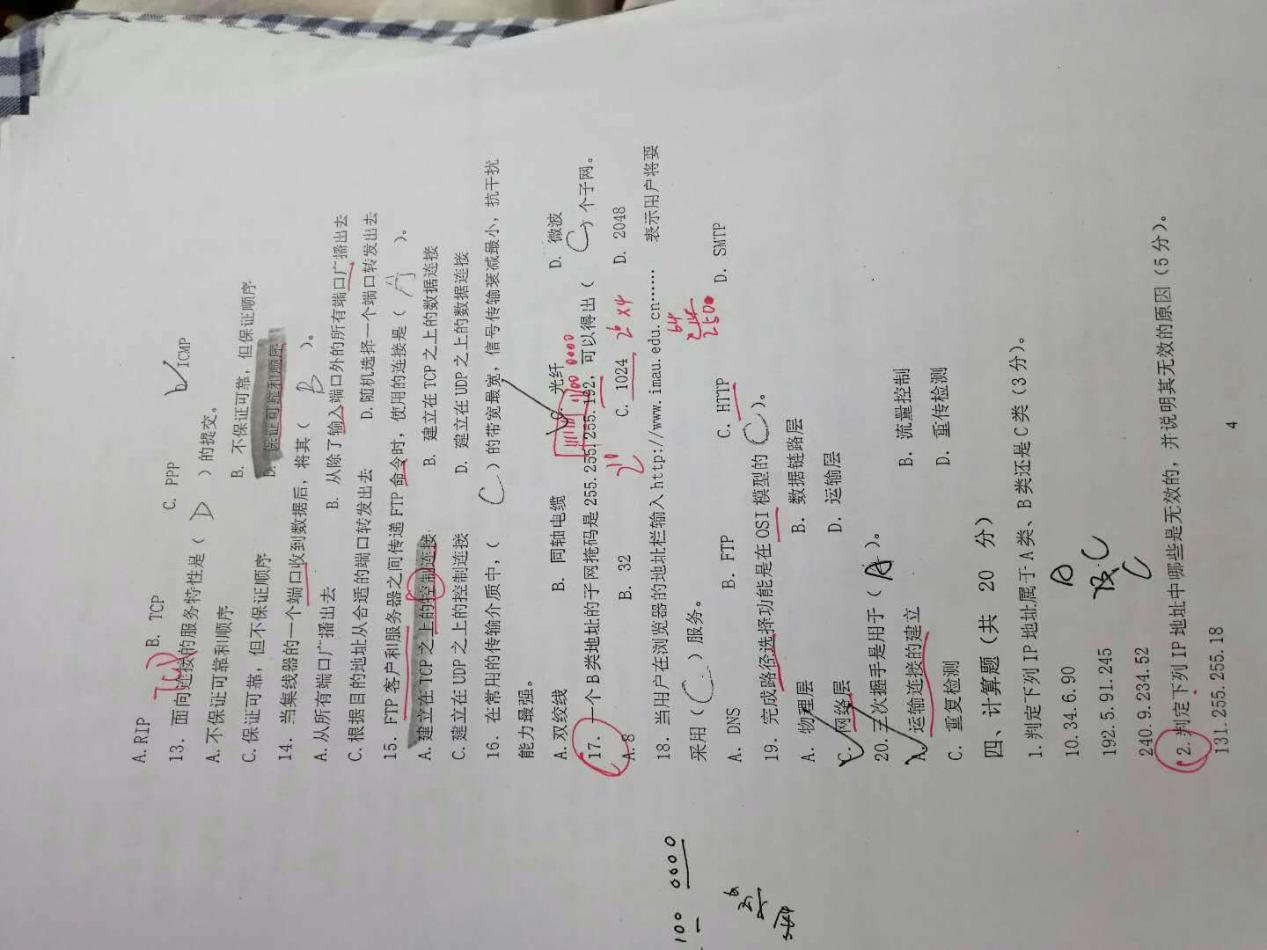 A.RIP B. TCP C. PPP D ICMP
TCP
13. 面向连接的服务特性是( D )的提交。
A. 不保证可靠和顺序 B. 不保证可靠, 但保证顺序
C. 保证可靠, 但不保证顺序 D. 保证可靠和顺序
14. 当集线器的一个端口收到数据后, 将其( B )。
A. 从所有端口广播出去 B. 从除了输入端口外的所有端口广播出去
C. 根据目的地址从合适的端口转发出去 D. 随机选择一个端口转发出去
15. FTP 客户和服务器之间传递 FTP 命令时, 使用的连接是( A )。
A. 建立在 TCP 之上的控制连接 B. 建立在 TCP 之上的数据连接
C. 建立在 UDP 之上的控制连接 D. 建立在 UDP 之上的数据连接
16. 在常用的传输介质中, ( C )的带宽最宽, 信号传输衰减最小, 抗干扰
能力最强。
A. 双绞线 B. 同轴电缆 C. 光纤 D. 微波
1100 0000
17. 一个 B 类地址的子网掩码是 255.255.255.192, 可以得出( C )个子网。
A. 8 B. 32 C. 1024 D. 2048
2¹⁰ 2⁶ ×4
18. 当用户在浏览器的地址栏输入 http://www.imau.edu.cn…… 表示用户将要
采用( C )服务。
64
A. DNS B. FTP C. HTTP D. SMTP
19. 完成路径选择功能是在 OSI 模型的( C )。
A. 物理层 B. 数据链路层
C. 网络层 D. 运输层
20. 三次握手是用于( A )。
A. 运输连接的建立 B. 流量控制
C. 重复检测 D. 重传检测
四、计算题(共 20 分)
1. 判定下列 IP 地址属于 A 类、B 类还是 C 类(3 分)。
10.34.6.90 A
192.5.91.245 C
240.9.234.52 C
2. 判定下列 IP 地址中哪些是无效的, 并说明其无效的原因(5 分)。
131.255.255.18
4
100 0000